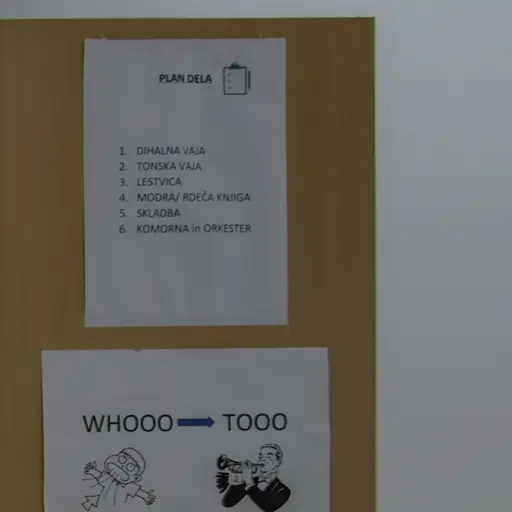 PLAN DELA
1. DIHALNA VAJA
2. TONSKA VAJA
3. LESTVICA
4. MODRA/ RDEČA KNJIGA
5. SKLADBA
6. KOMORNA in ORKESTER
WHOOO TOOO